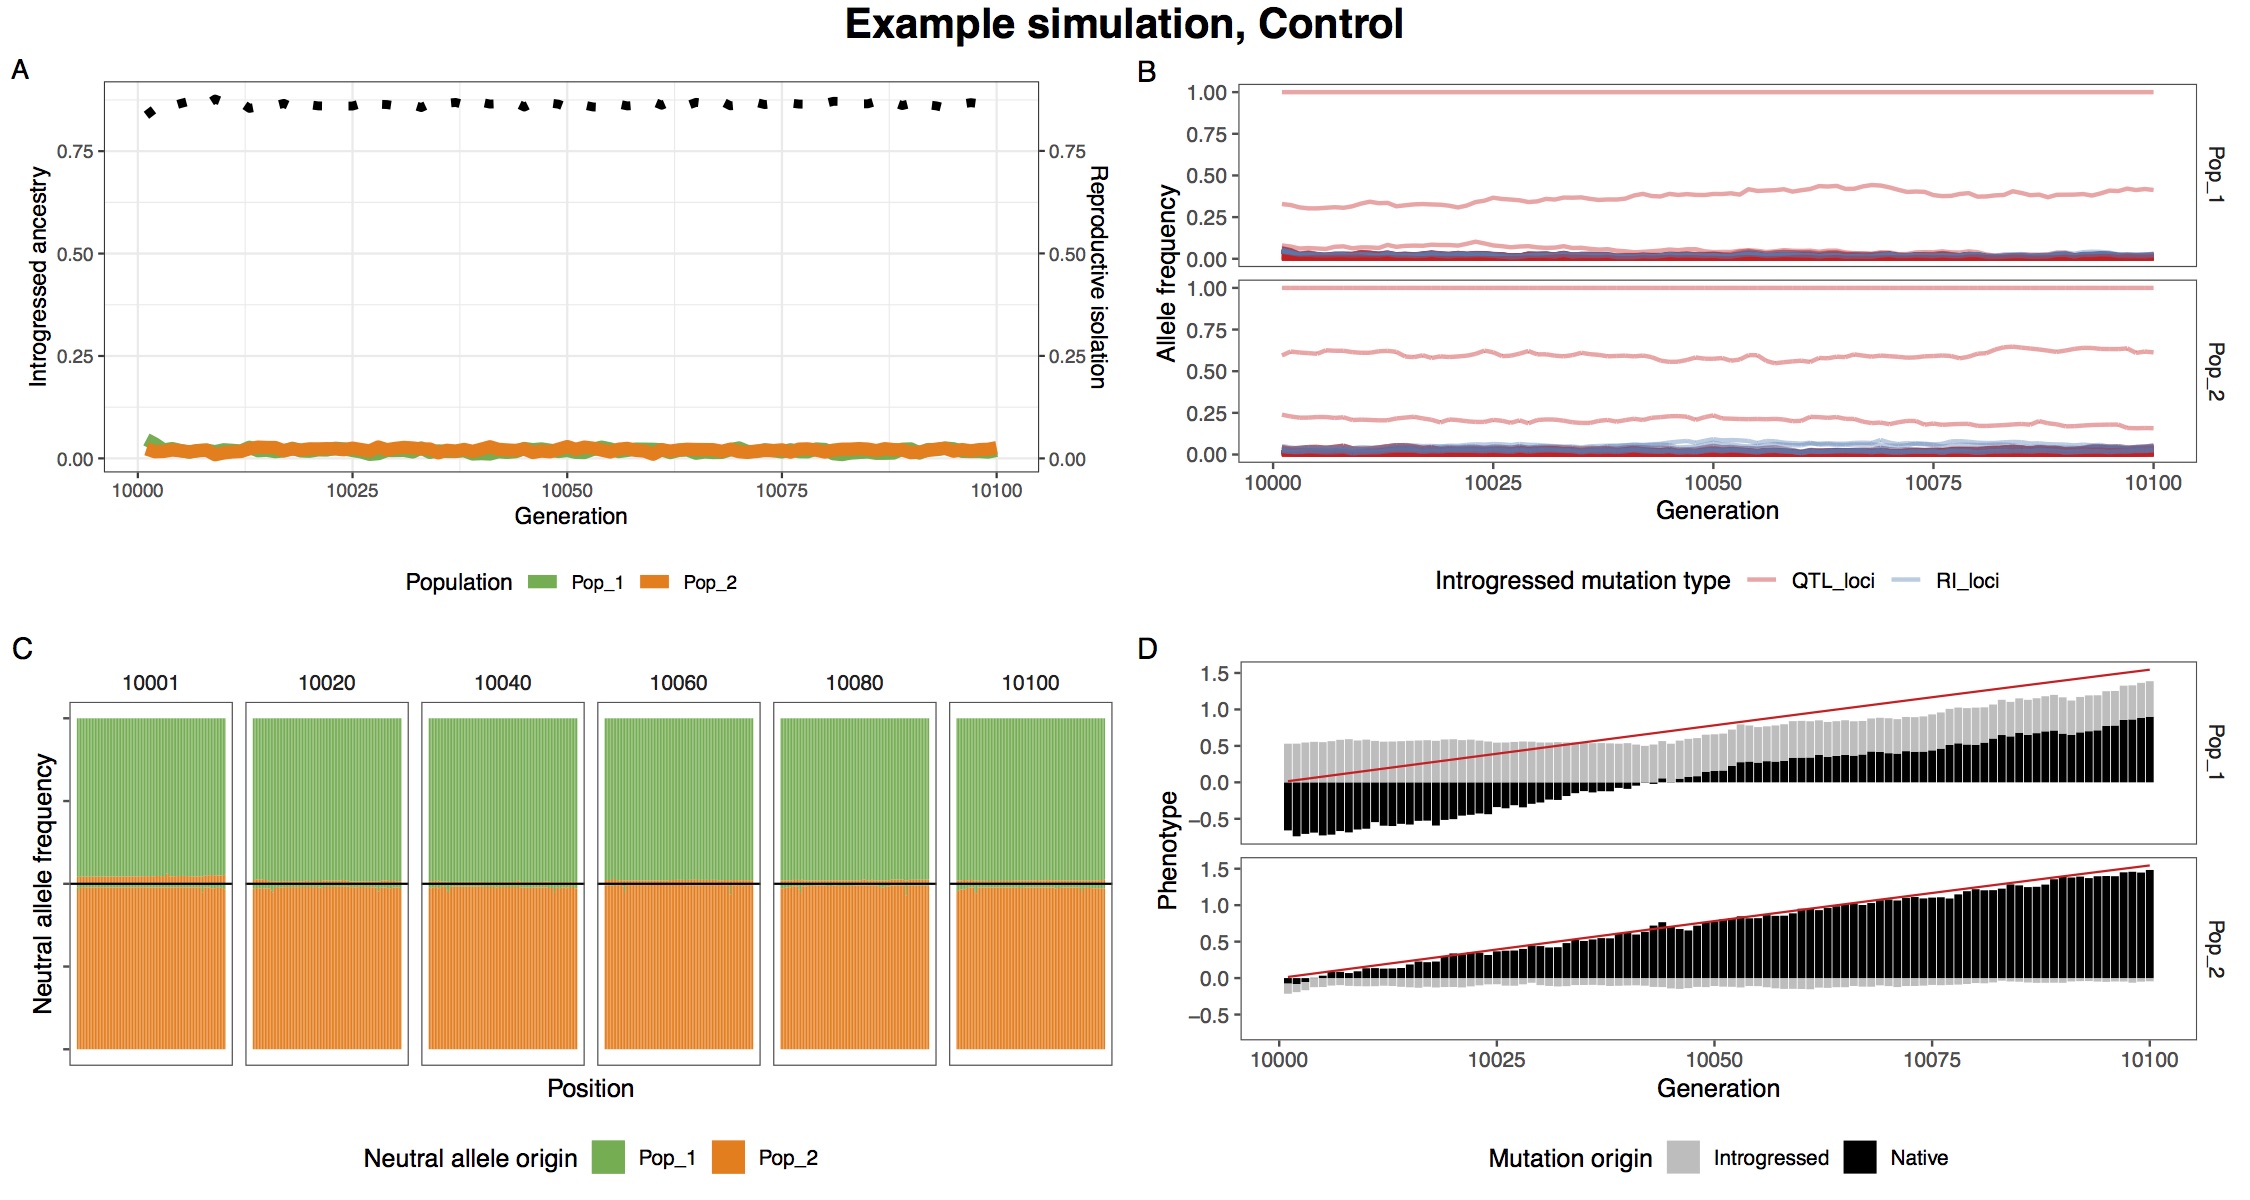 Example simulation, Control
A
Introgressed ancestry
0.75
0.50
0.25
0.00
0.75
0.50
0.25
0.00
Reproductive isolation
10000 10025 10050 10075 10100
Generation
Population Pop_1 Pop_2
B
Allele frequency
1.00
0.75
0.50
0.25
0.00
Pop_1
1.00
0.75
0.50
0.25
0.00
Pop_2
10000 10025 10050 10075 10100
Generation
Introgressed mutation type QTL_loci RI_loci
C
10001 10020 10040 10060 10080 10100
Neutral allele frequency
Position
Neutral allele origin Pop_1 Pop_2
D
Phenotype
1.5
1.0
0.5
0.0
−0.5
Pop_1
1.5
1.0
0.5
0.0
−0.5
Pop_2
10000 10025 10050 10075 10100
Generation
Mutation origin Introgressed Native